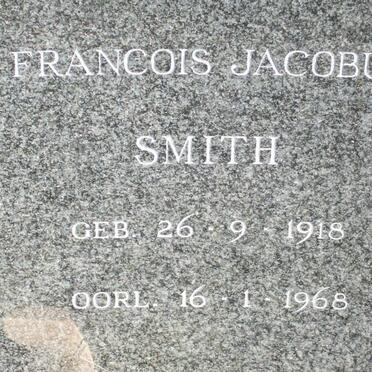 FRANCOIS JACOBU
SMITH
GEB. 26 - 9 - 1918
OORL. 16 - 1 - 1968